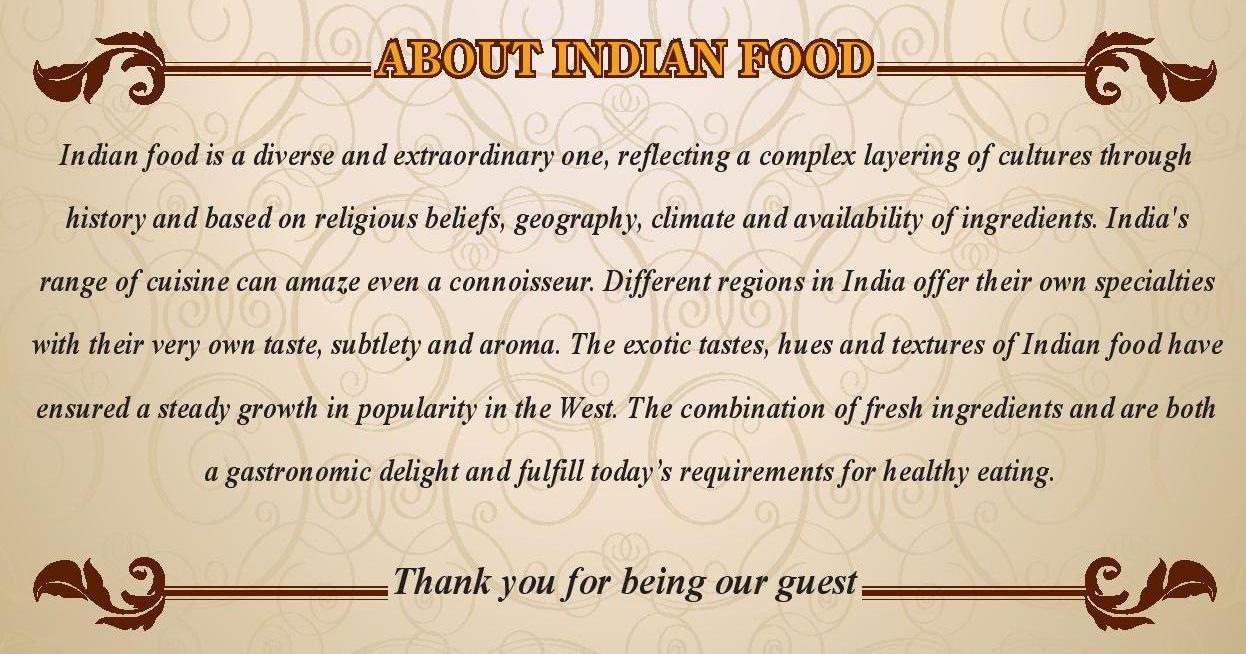 ABOUT INDIAN FOOD
Indian food is a diverse and extraordinary one, reflecting a complex layering of cultures through
history and based on religious beliefs, geography, climate and availability of ingredients. India's
range of cuisine can amaze even a connoisseur. Different regions in India offer their own specialties
with their very own taste, subtlety and aroma. The exotic tastes, hues and textures of Indian food have
ensured a steady growth in popularity in the West. The combination of fresh ingredients and are both
a gastronomic delight and fulfill today’s requirements for healthy eating.
Thank you for being our guest